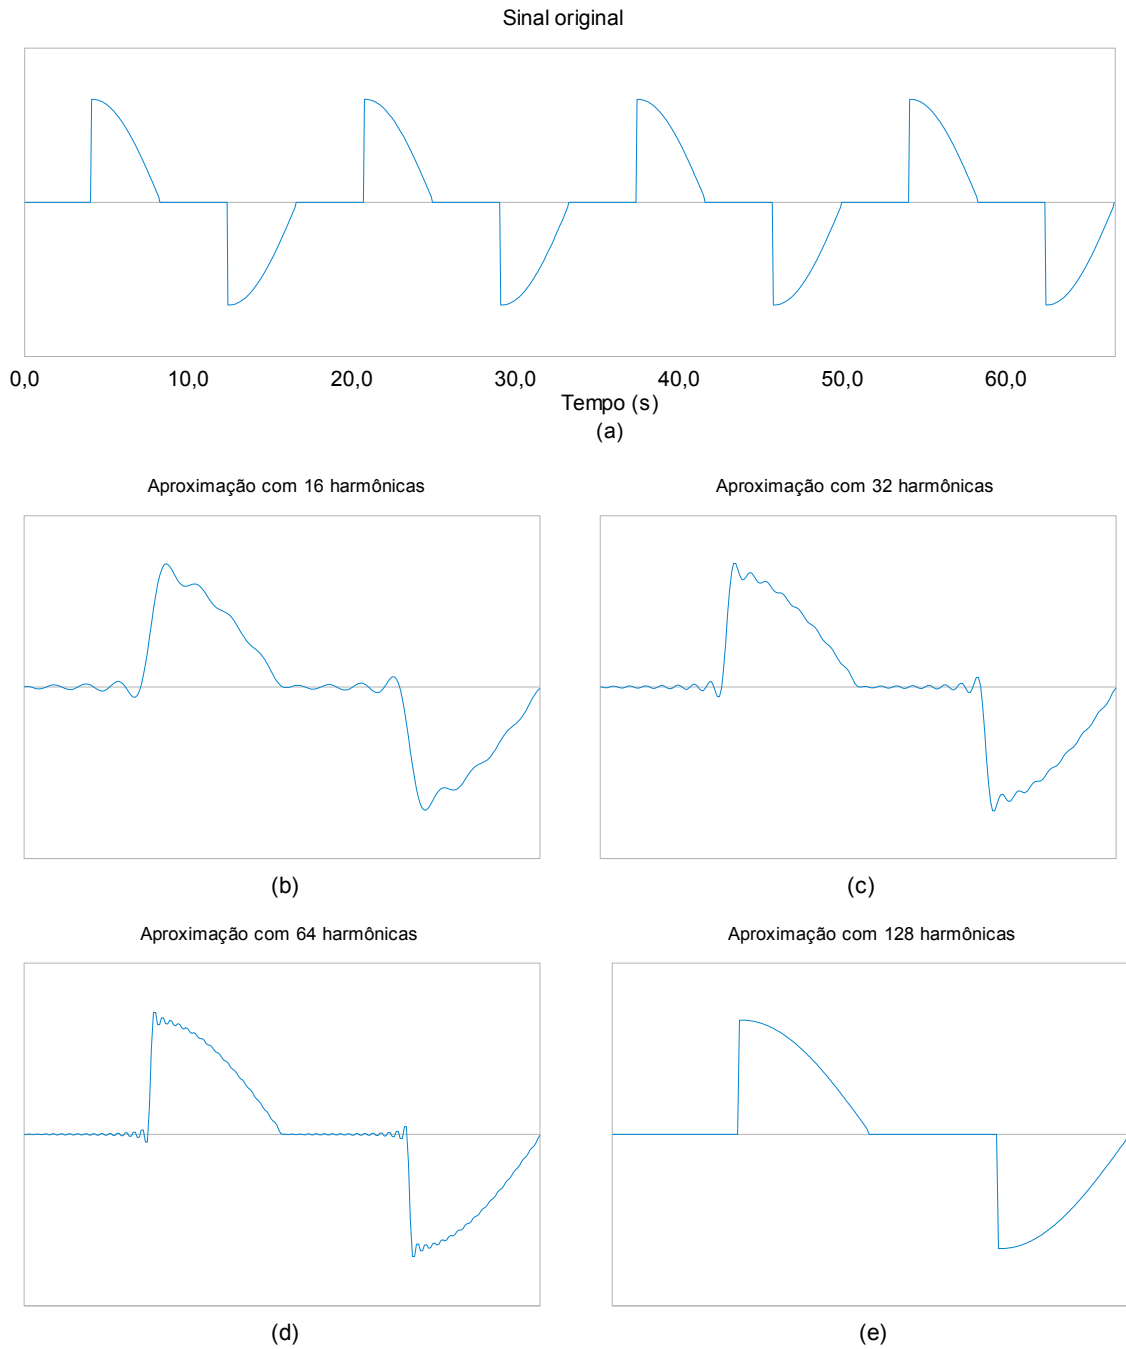 Sinal original
0,0 10,0 20,0 30,0 40,0 50,0 60,0
Tempo (s)
(a)
Aproximação com 16 harmônicas
Aproximação com 32 harmônicas
(b)
(c)
Aproximação com 64 harmônicas
Aproximação com 128 harmônicas
(d)
(e)